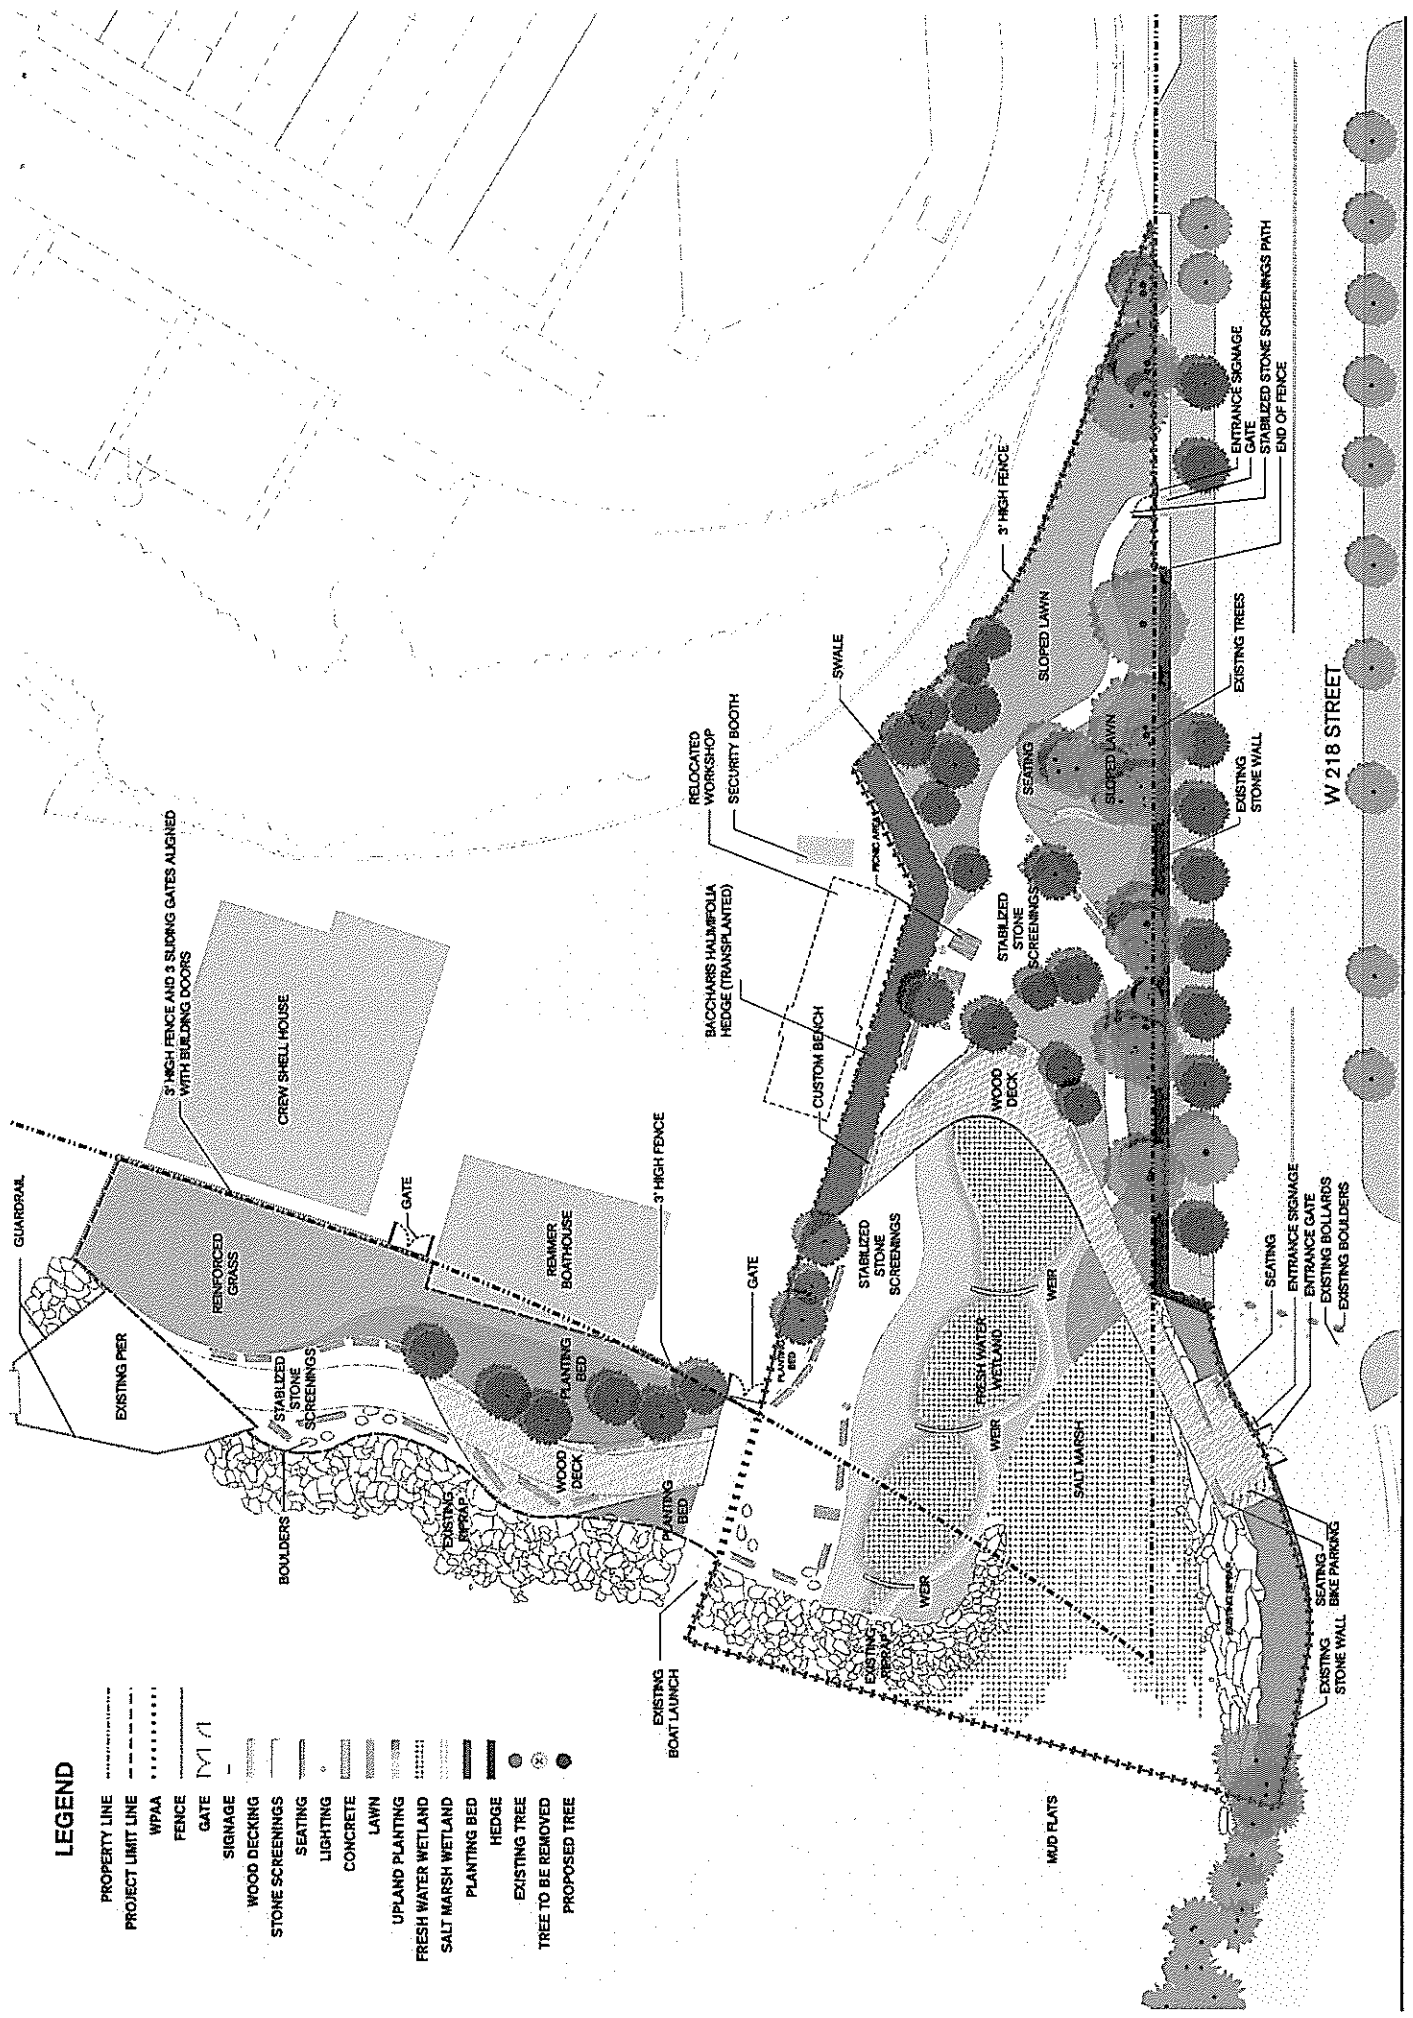 LEGEND
PROPERTY LINE
PROJECT LIMIT LINE
WPAA
FENCE
GATE
SIGNAGE
WOOD DECKING
STONE SCREENINGS
SEATING
LIGHTING
CONCRETE
LAWN
UPLAND PLANTING
FRESH WATER WETLAND
SALT MARSH WETLAND
PLANTING BED
HEDGE
EXISTING TREE
TREE TO BE REMOVED
PROPOSED TREE
GUARDRAIL
EXISTING PIER
BOULDERS
STABLIZED
STONE
SCREENINGS
REINFORCED
GRASS
3' HIGH FENCE AND 3 SLIDING GATES ALIGNED
WITH BUILDING DOORS
CREW SHELL HOUSE
GATE
REMMER
BOATHOUSE
3' HIGH FENCE
EXISTING
RIPRAP
WOOD
DECK
PLANTING
BED
PLANTING
BED
EXISTING
BOAT LAUNCH
GATE
PLANTING
BED
RELOCATED
WORKSHOP
SECURITY BOOTH
BACCHARIS HALIMIFOLIA
HEDGE (TRANSPLANTED)
CUSTOM BENCH
SWALE
PICNIC AREA
STABILIZED
STONE
SCREENINGS
EXISTING
RIPRAP
WEIR
WEIR
WEIR
FRESH WATER
WETLAND
SALT MARSH
WOOD
DECK
STABILIZED
STONE
SCREENINGS
SEATING
SLOPED LAWN
SLOPED LAWN
3' HIGH FENCE
MUD FLATS
EXISTING RIPRAP
EXISTING
STONE WALL
SEATING
BIKE PARKING
SEATING
ENTRANCE SIGNAGE
ENTRANCE GATE
EXISTING BOLLARDS
EXISTING BOULDERS
EXISTING
STONE WALL
EXISTING TREES
ENTRANCE SIGNAGE
GATE
STABILIZED STONE SCREENINGS PATH
END OF FENCE
W 218 STREET